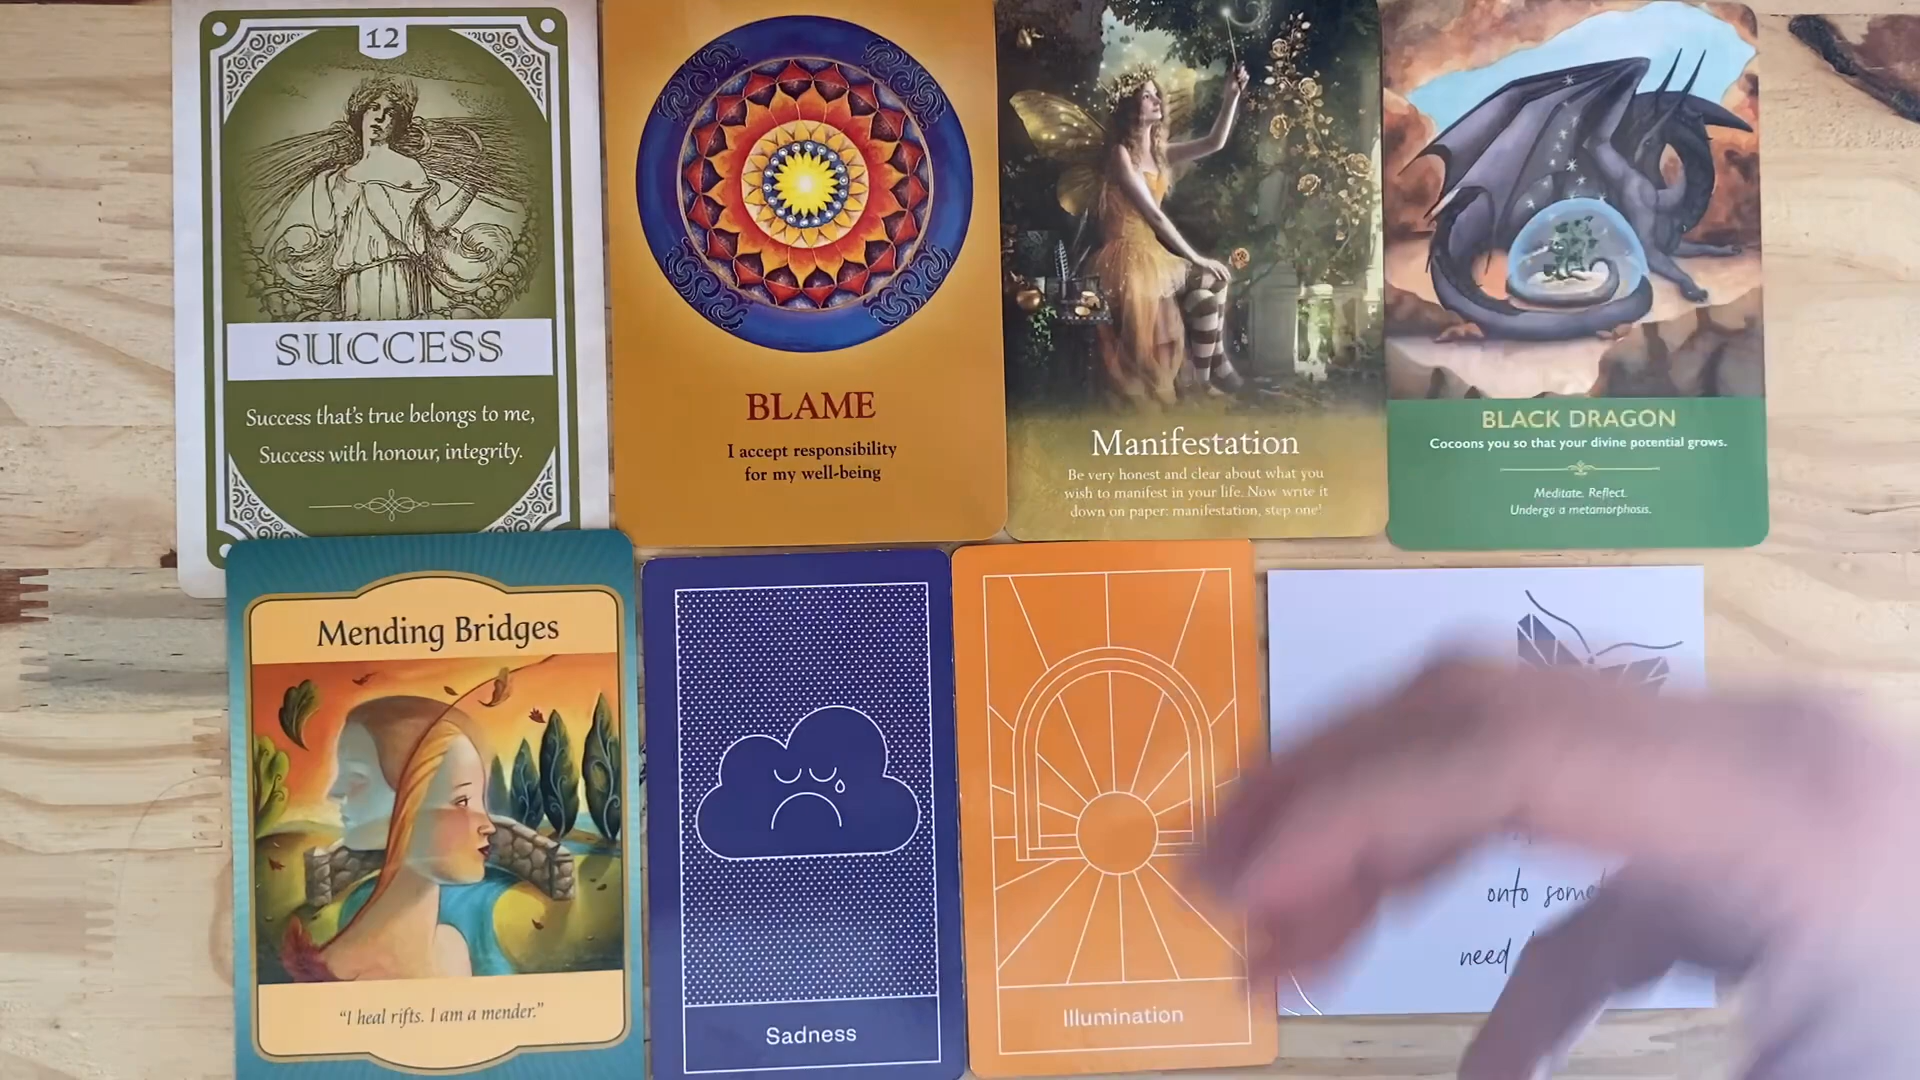 12
SUCCESS
Success that's true belongs to me,
Success with honour, integrity.
BLAME
I accept responsibility
for my well-being
Manifestation
Be very honest and clear about what you
wish to manifest in your life. Now write it
down on paper: manifestation, step one!
BLACK DRAGON
Cocoons you so that your divine potential grows.
Meditate. Reflect.
Undergo a metamorphosis.
Mending Bridges
"I heal rifts. I am a mender."
Sadness
Illumination
onto
need